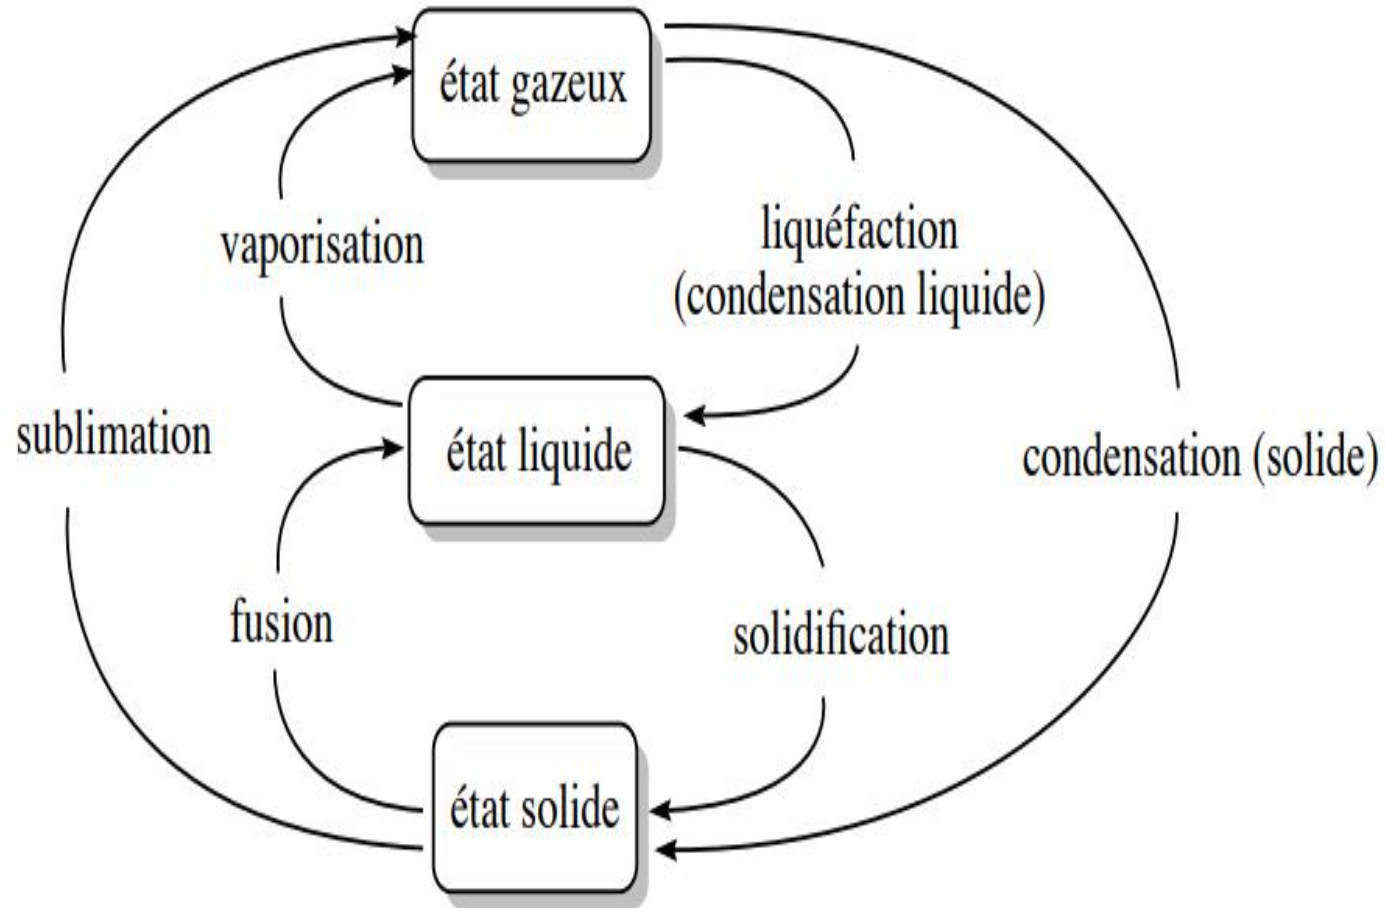 état gazeux
vaporisation
liquéfaction
(condensation liquide)
sublimation
état liquide
condensation (solide)
fusion
solidification
état solide